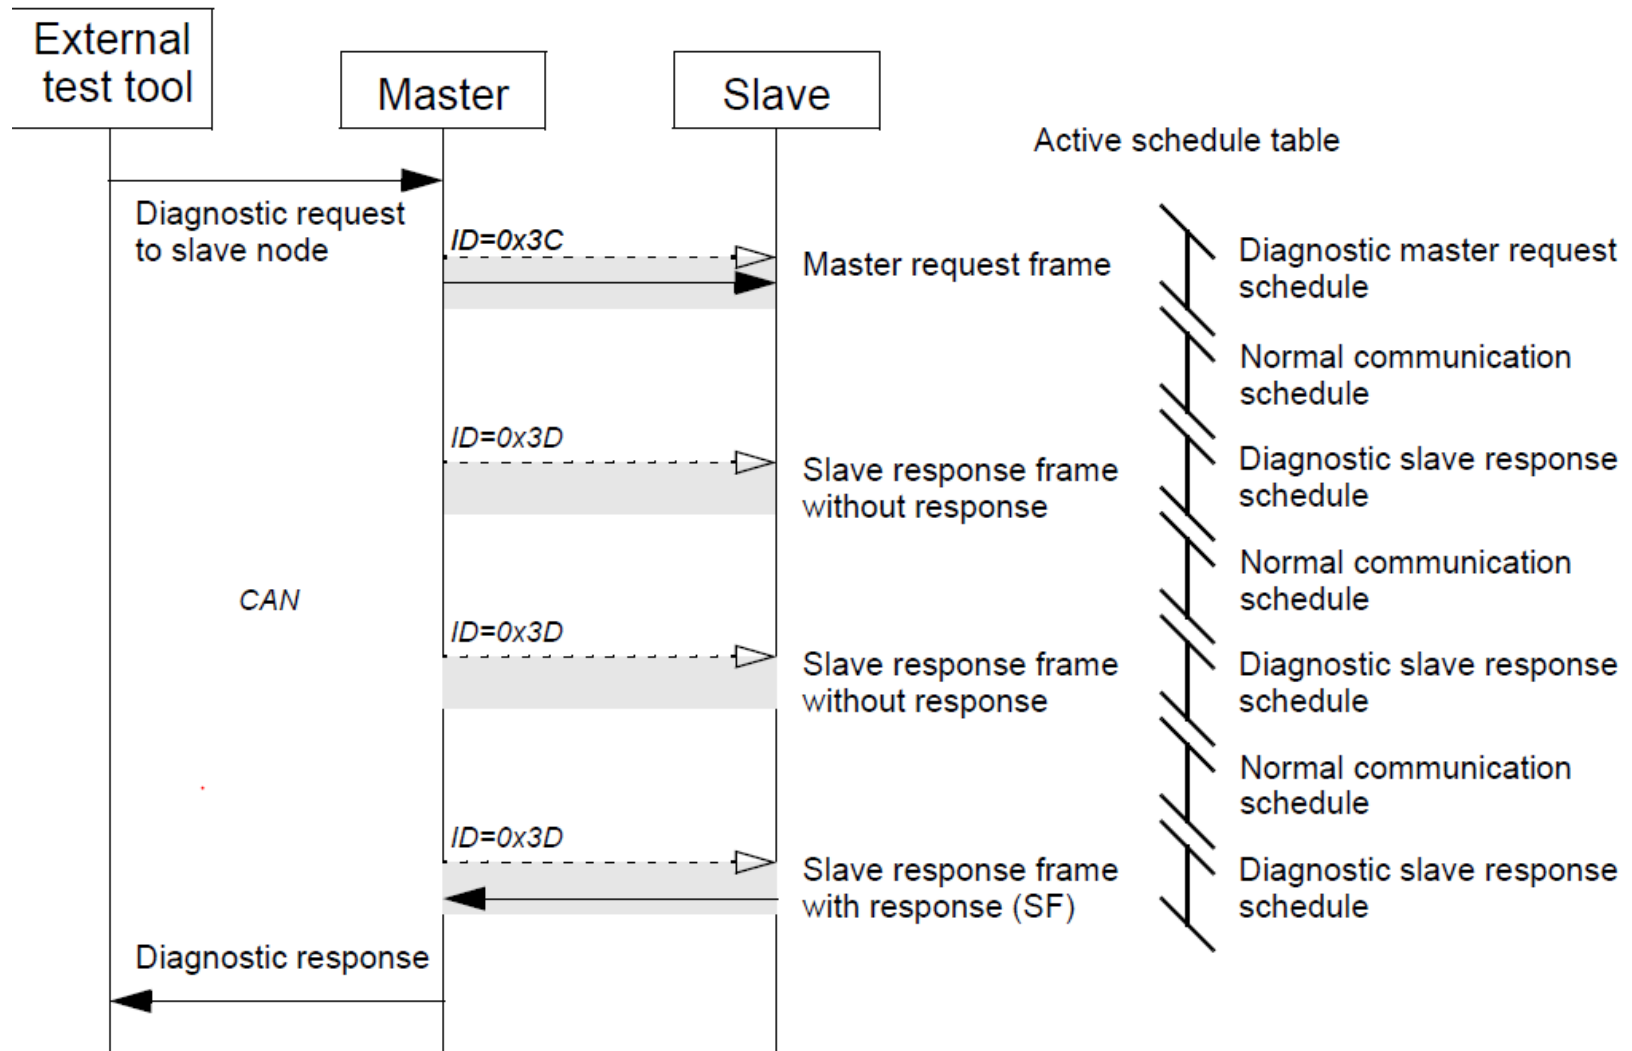 External
test tool
Master
Slave
Active schedule table
Diagnostic request
to slave node
ID=0x3C
Master request frame
Diagnostic master request
schedule
Normal communication
schedule
ID=0x3D
Slave response frame
without response
Diagnostic slave response
schedule
Normal communication
schedule
CAN
ID=0x3D
Slave response frame
without response
Diagnostic slave response
schedule
Normal communication
schedule
ID=0x3D
Slave response frame
with response (SF)
Diagnostic slave response
schedule
Diagnostic response